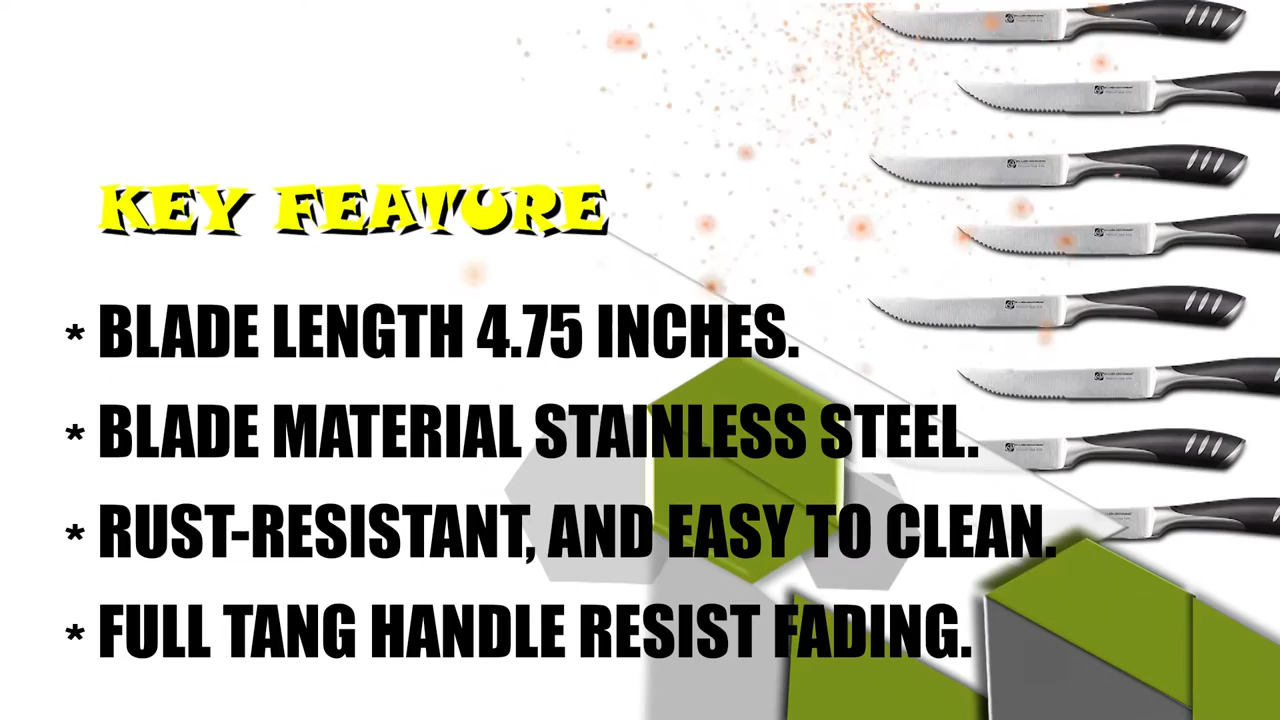 KEY FEATURE
* BLADE LENGTH 4.75 INCHES.
* BLADE MATERIAL STAINLESS STEEL.
* RUST-RESISTANT, AND EASY TO CLEAN.
* FULL TANG HANDLE RESIST FADING.